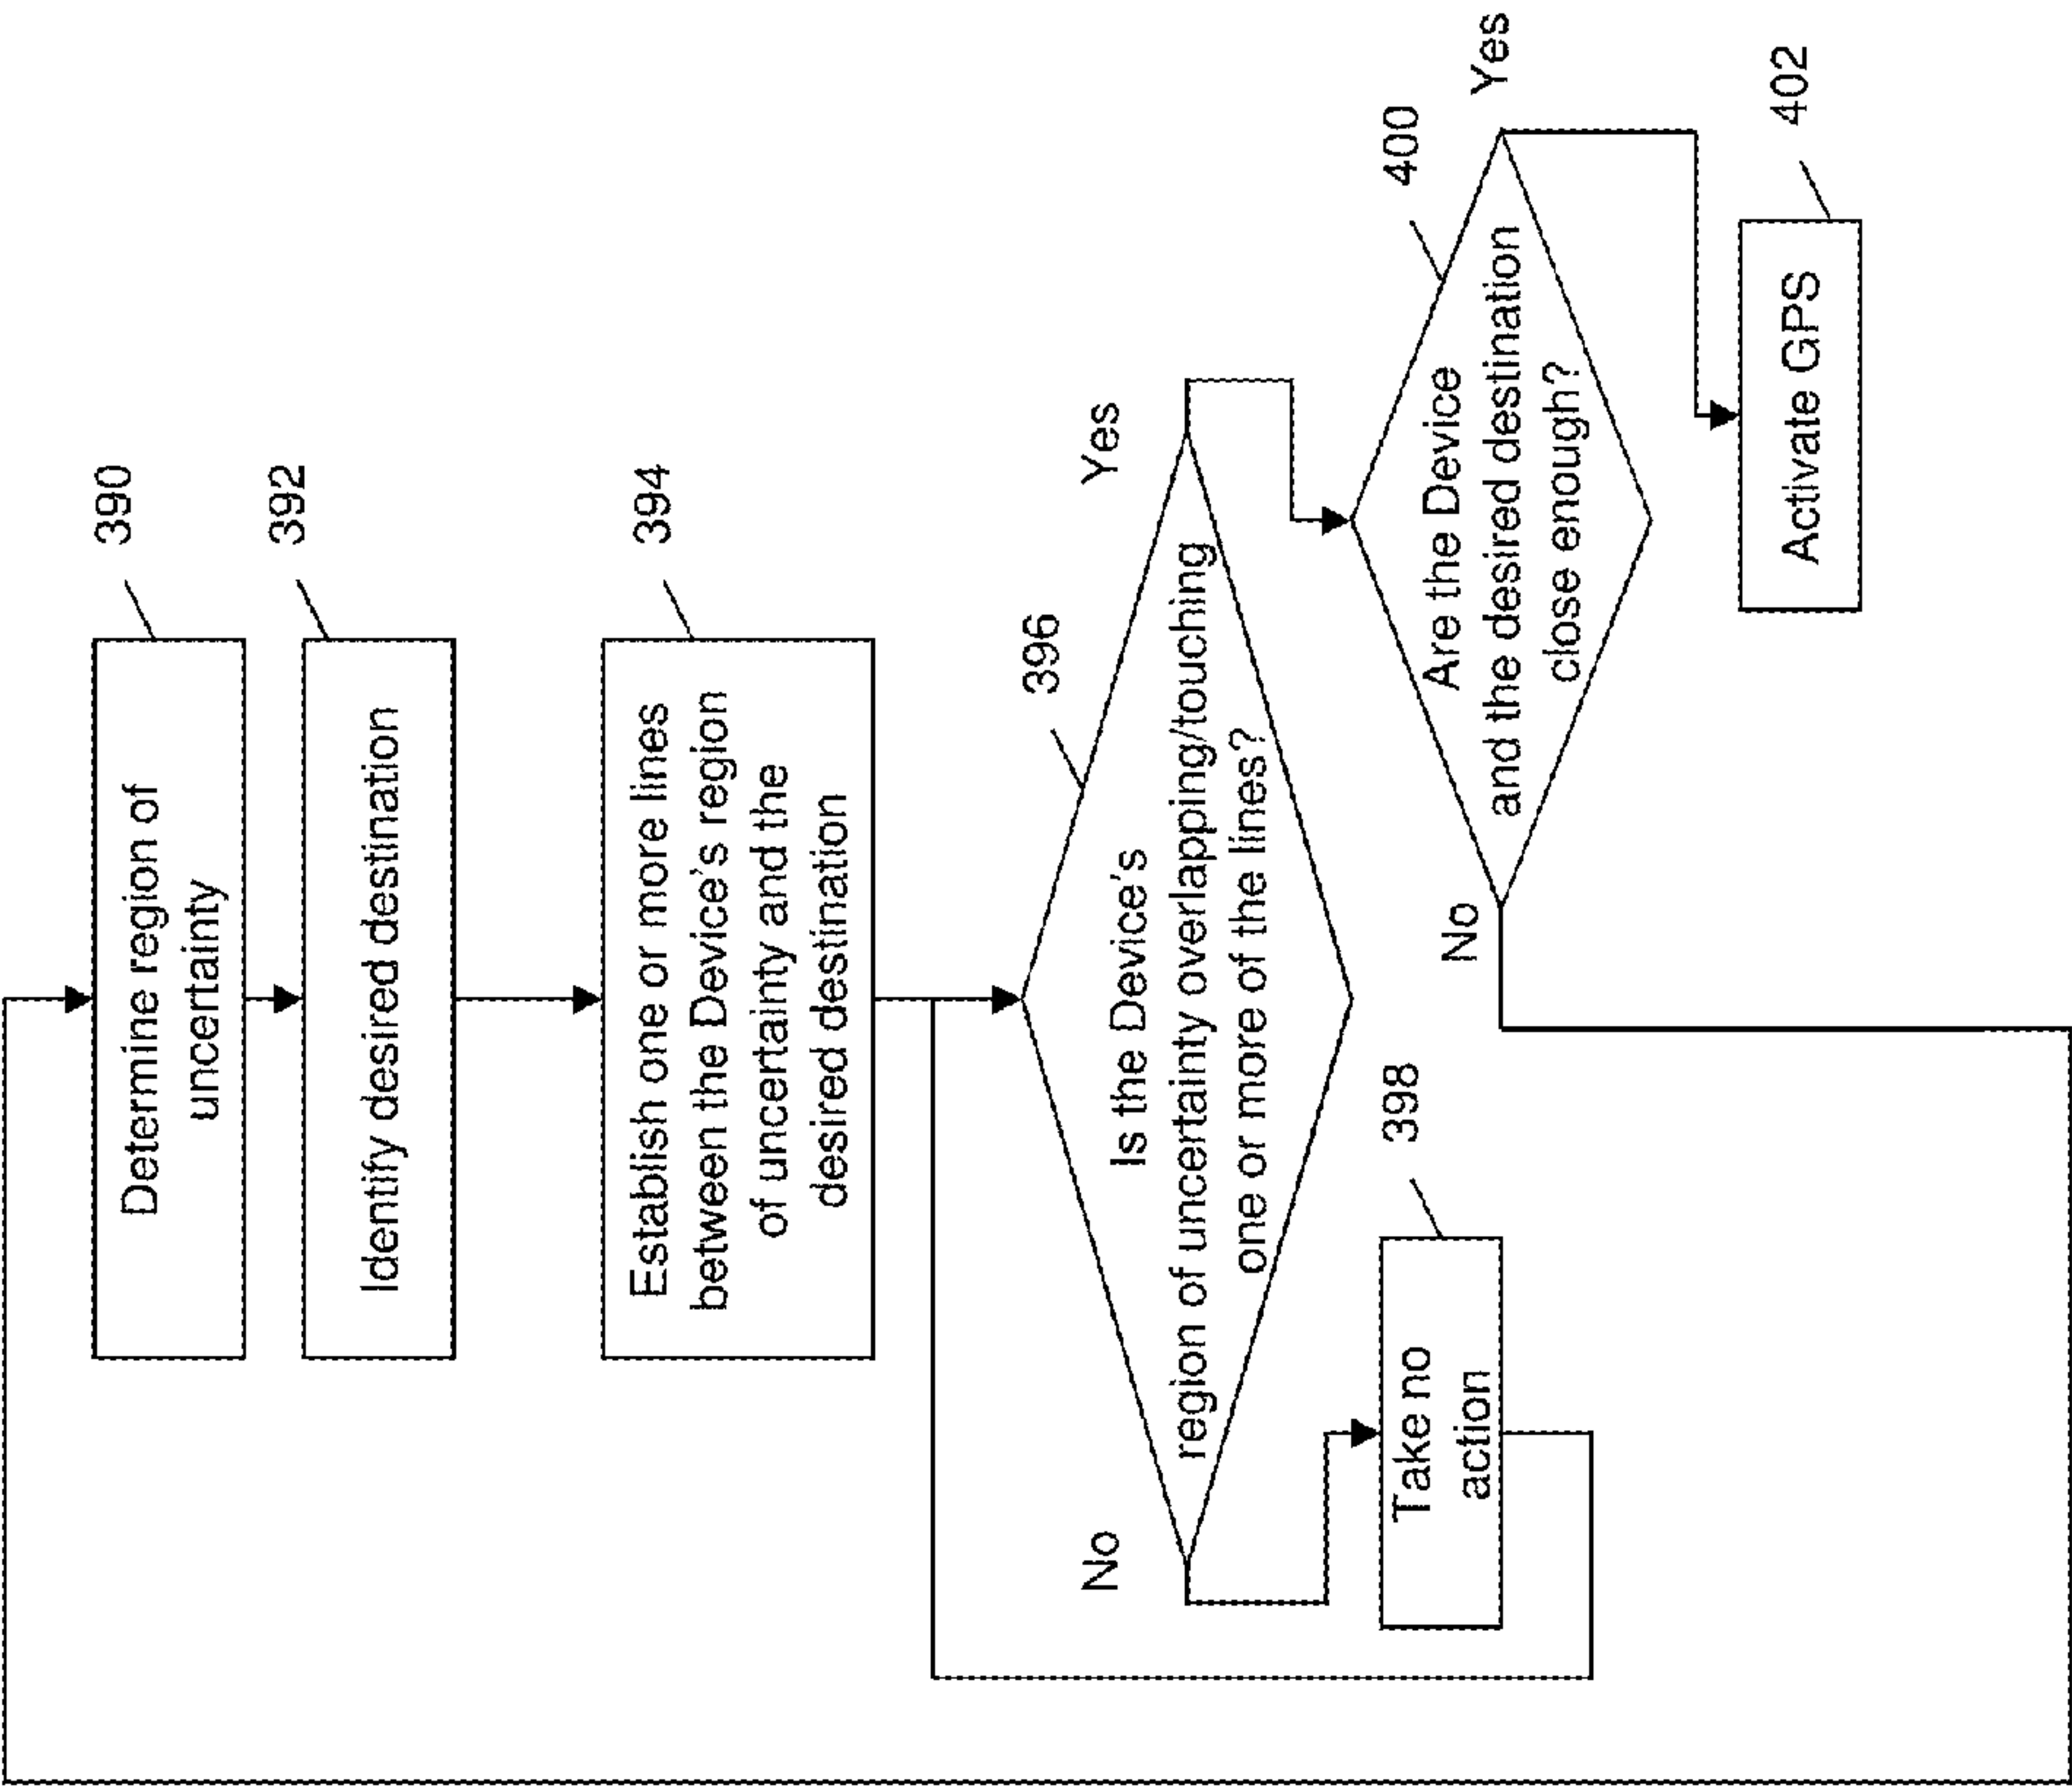 Determine region of
uncertainty
390
Identify desired destination
392
Establish one or more lines
between the Device's region
of uncertainty and the
desired destination
394
Is the Device's
region of uncertainty overlapping/touching
one or more of the lines?
396
No
Yes
Take no
action
398
Are the Device
and the desired destination
close enough?
400
No
Yes
Activate GPS
402